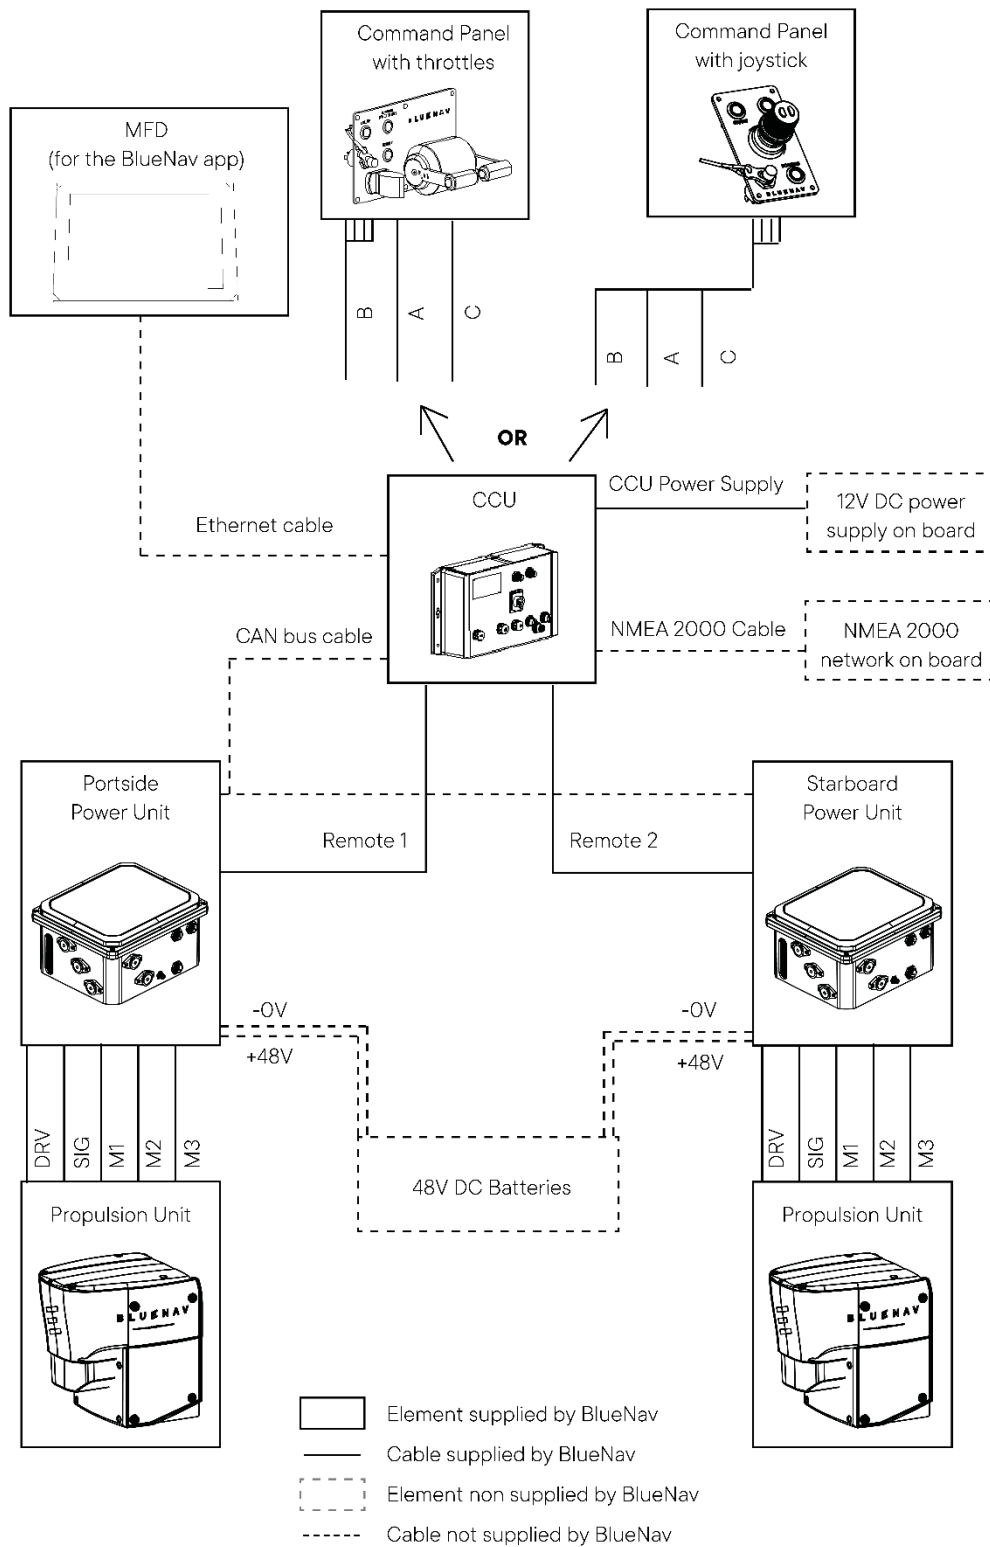 Command Panel
with throttles
BLUENAV
Command Panel
with joystick
BLUENAV
MFD
(for the BlueNav app)
B
A
C
B
A
C
OR
CCU
CCU Power Supply
12V DC power
supply on board
Ethernet cable
CAN bus cable
NMEA 2000 Cable
NMEA 2000
network on board
Portside
Power Unit
Starboard
Power Unit
Remote 1
Remote 2
-0V
+48V
-0V
+48V
DRV
SIG
M1
M2
M3
48V DC Batteries
DRV
SIG
M1
M2
M3
Propulsion Unit
BLUENAV
Propulsion Unit
BLUENAV
Element supplied by BlueNav
Cable supplied by BlueNav
Element non supplied by BlueNav
Cable not supplied by BlueNav